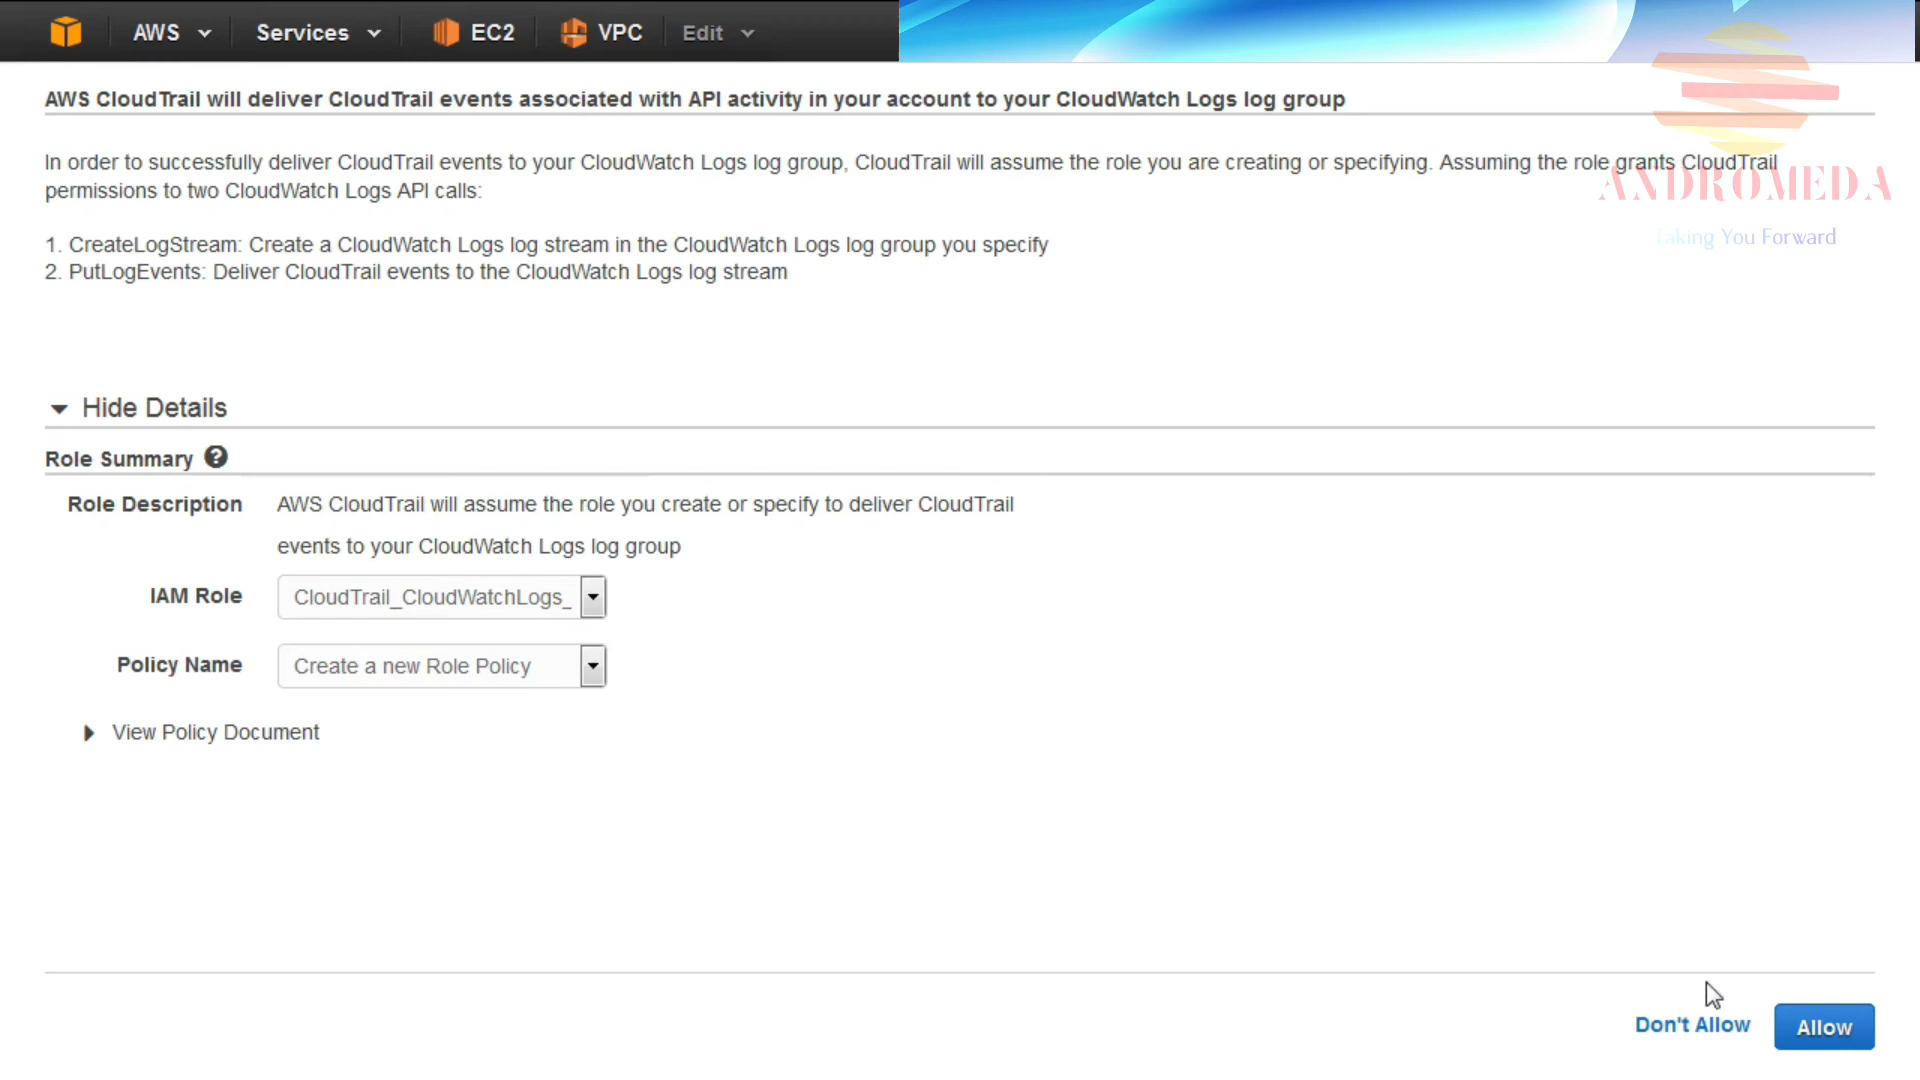 AWS Services EC2 VPC Edit
AWS CloudTrail will deliver CloudTrail events associated with API activity in your account to your CloudWatch Logs log group
In order to successfully deliver CloudTrail events to your CloudWatch Logs log group, CloudTrail will assume the role you are creating or specifying. Assuming the role grants CloudTrail
permissions to two CloudWatch Logs API calls:
ANDROMEDA
Taking You Forward
1. CreateLogStream: Create a CloudWatch Logs log stream in the CloudWatch Logs log group you specify
2. PutLogEvents: Deliver CloudTrail events to the CloudWatch Logs log stream
Hide Details
Role Summary ?
Role Description AWS CloudTrail will assume the role you create or specify to deliver CloudTrail
events to your CloudWatch Logs log group
IAM Role CloudTrail_CloudWatchLogs_
Policy Name Create a new Role Policy
View Policy Document
Don't Allow Allow